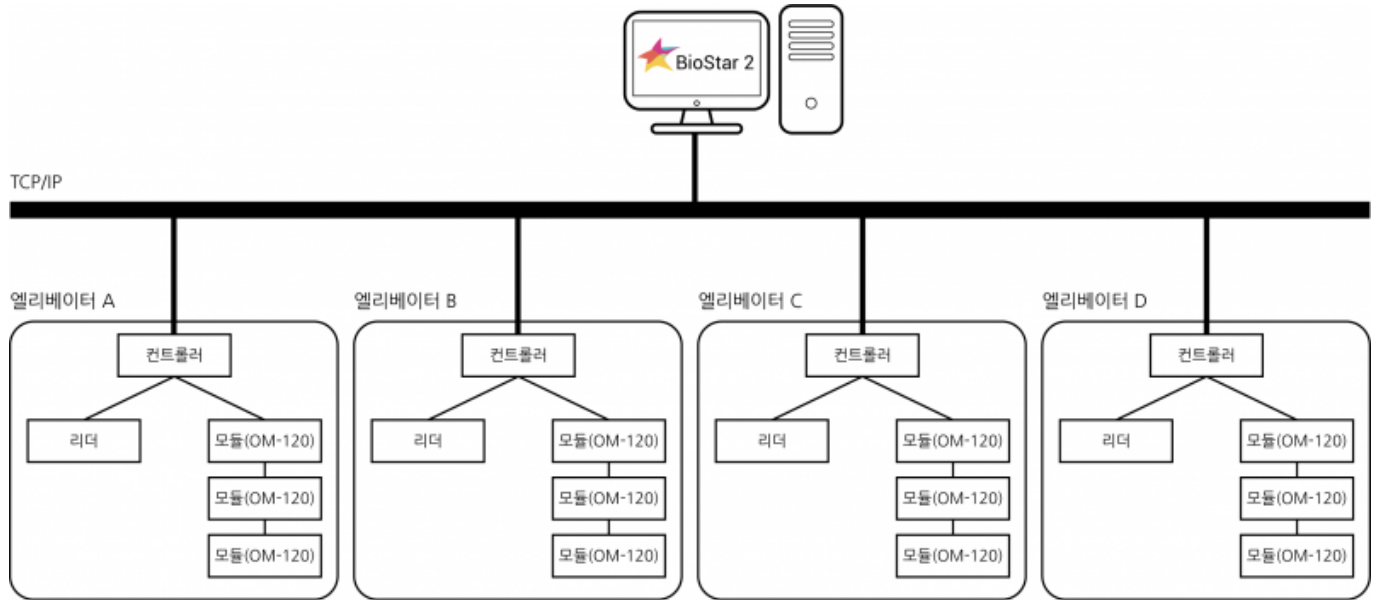 BioStar 2
TCP/IP
엘리베이터 A
엘리베이터 B
엘리베이터 C
엘리베이터 D
컨트롤러
컨트롤러
컨트롤러
컨트롤러
리더
모듈(OM-120)
리더
모듈(OM-120)
리더
모듈(OM-120)
리더
모듈(OM-120)
모듈(OM-120)
모듈(OM-120)
모듈(OM-120)
모듈(OM-120)
모듈(OM-120)
모듈(OM-120)
모듈(OM-120)
모듈(OM-120)